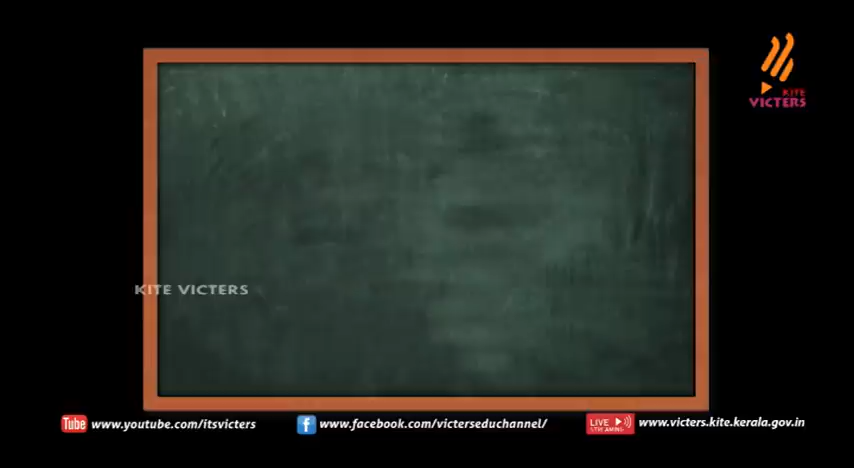 KITE
VICTERS
KITE VICTERS
Tube www.youtube.com/itsvicters
f www.facebook.com/victerseduchannel/
LIVE STREAMING www.victers.kite.kerala.gov.in